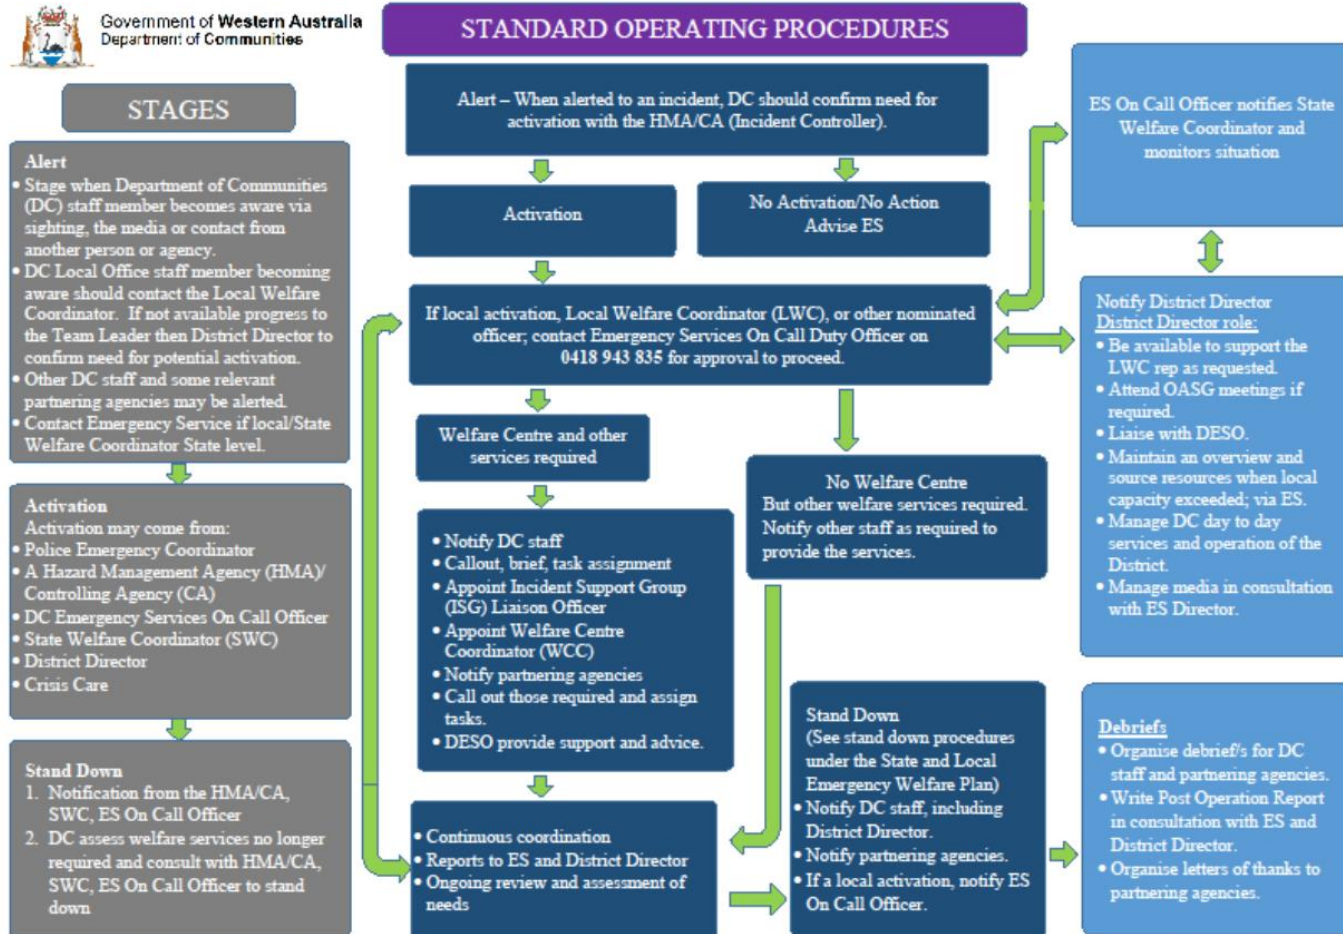 Government of Western Australia
Department of Communities
STANDARD OPERATING PROCEDURES
STAGES
Alert
• Stage when Department of Communities
(DC) staff member becomes aware via
sighting, the media or contact from
another person or agency.
• DC Local Office staff member becoming
aware should contact the Local Welfare
Coordinator. If not available progress to
the Team Leader then District Director to
confirm need for potential activation.
• Other DC staff and some relevant
partnering agencies may be alerted.
• Contact Emergency Service if local/State
Welfare Coordinator State level.
Activation
Activation may come from:
• Police Emergency Coordinator
• A Hazard Management Agency (HMA)/
Controlling Agency (CA)
• DC Emergency Services On Call Officer
• State Welfare Coordinator (SWC)
• District Director
• Crisis Care
Stand Down
1. Notification from the HMA/CA,
SWC, ES On Call Officer
2. DC assess welfare services no longer
required and consult with HMA/CA,
SWC, ES On Call Officer to stand
down
Alert – When alerted to an incident, DC should confirm need for
activation with the HMA/CA (Incident Controller).
Activation
No Activation/No Action
Advise ES
If local activation, Local Welfare Coordinator (LWC), or other nominated
officer; contact Emergency Services On Call Duty Officer on
0418 943 835 for approval to proceed.
Welfare Centre and other
services required
No Welfare Centre
But other welfare services required.
Notify other staff as required to
provide the services.
• Notify DC staff
• Callout, brief, task assignment
• Appoint Incident Support Group
(ISG) Liaison Officer
• Appoint Welfare Centre
Coordinator (WCC)
• Notify partnering agencies
• Call out those required and assign
tasks.
• DESO provide support and advice.
• Continuous coordination
• Reports to ES and District Director
• Ongoing review and assessment of
needs
Stand Down
(See stand down procedures
under the State and Local
Emergency Welfare Plan)
• Notify DC staff, including
District Director.
• Notify partnering agencies.
• If a local activation, notify ES
On Call Officer.
ES On Call Officer notifies State
Welfare Coordinator and
monitors situation
Notify District Director
District Director role:
• Be available to support the
LWC rep as requested.
• Attend OASG meetings if
required.
• Liaise with DESO.
• Maintain an overview and
source resources when local
capacity exceeded; via ES.
• Manage DC day to day
services and operation of the
District.
• Manage media in consultation
with ES Director.
Debriefs
• Organise debrief/s for DC
staff and partnering agencies.
• Write Post Operation Report
in consultation with ES and
District Director.
• Organise letters of thanks to
partnering agencies.